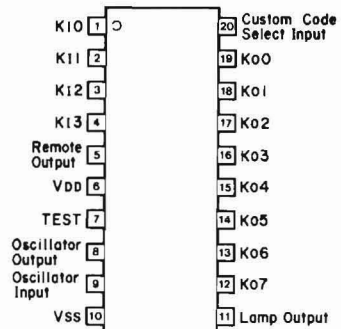 KI0 1
KI1 2
KI2 3
KI3 4
Remote
Output 5
VDD 6
TEST 7
Oscillator
Output 8
Oscillator
Input 9
VSS 10
20 Custom Code
Select Input
19 Ko0
18 Ko1
17 Ko2
16 Ko3
15 Ko4
14 Ko5
13 Ko6
12 Ko7
11 Lamp Output